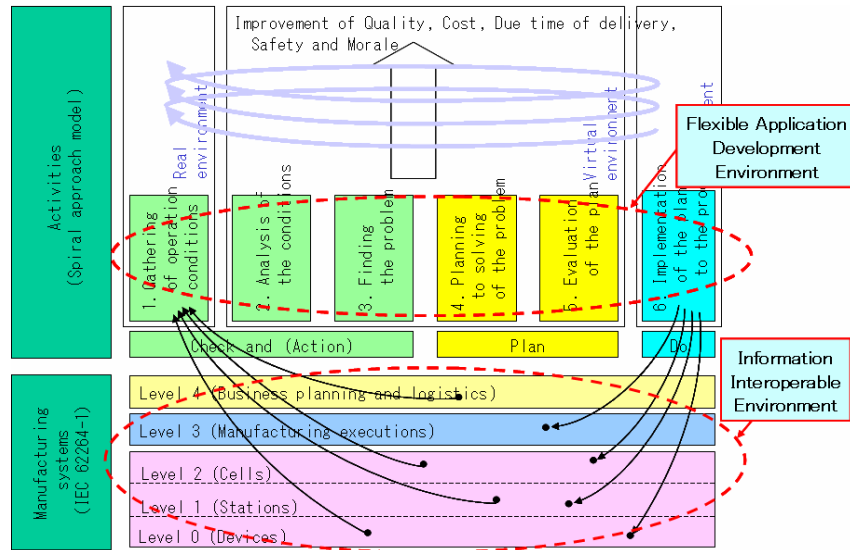 Improvement of Quality, Cost, Due time of delivery,
Safety and Morale
Activities
(Spiral approach model)
Real
environment
Virtual
environment
Flexible Application
Development
Environment
1. Gathering
of operation
conditions
2. Analysis of
the conditions
3. Finding
the problem
4. Planning
to solving
of the problem
5. Evaluation
of the plan
6. Implementation
of the plan
to the
Check and (Action)
Plan
Do
Information
Interoperable
Environment
Manufacturing
systems
(IEC 62264-1)
Level 4 (Business planning and logistics)
Level 3 (Manufacturing executions)
Level 2 (Cells)
Level 1 (Stations)
Level 0 (Devices)